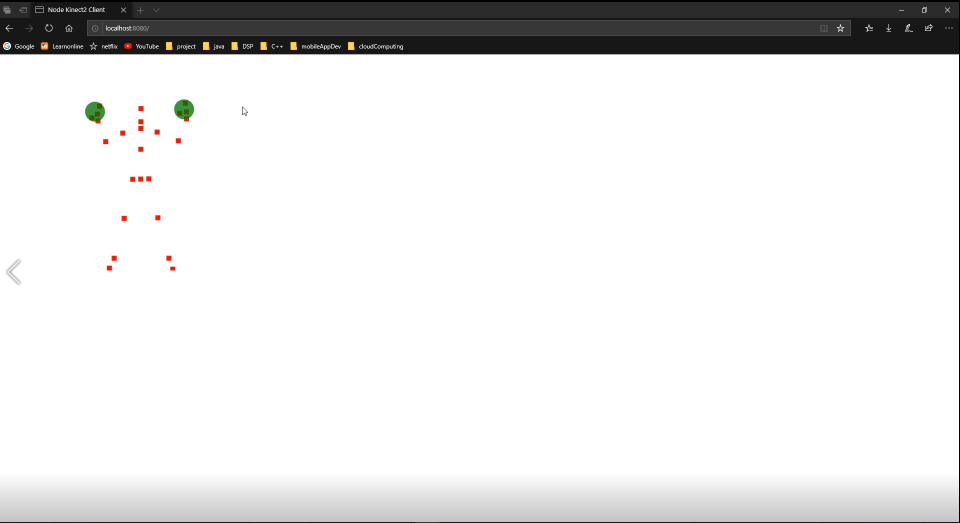 Node Kinect2 Client
localhost:8080/
Google Learnonline netflix YouTube project java DSP C++ mobileAppDev cloudComputing